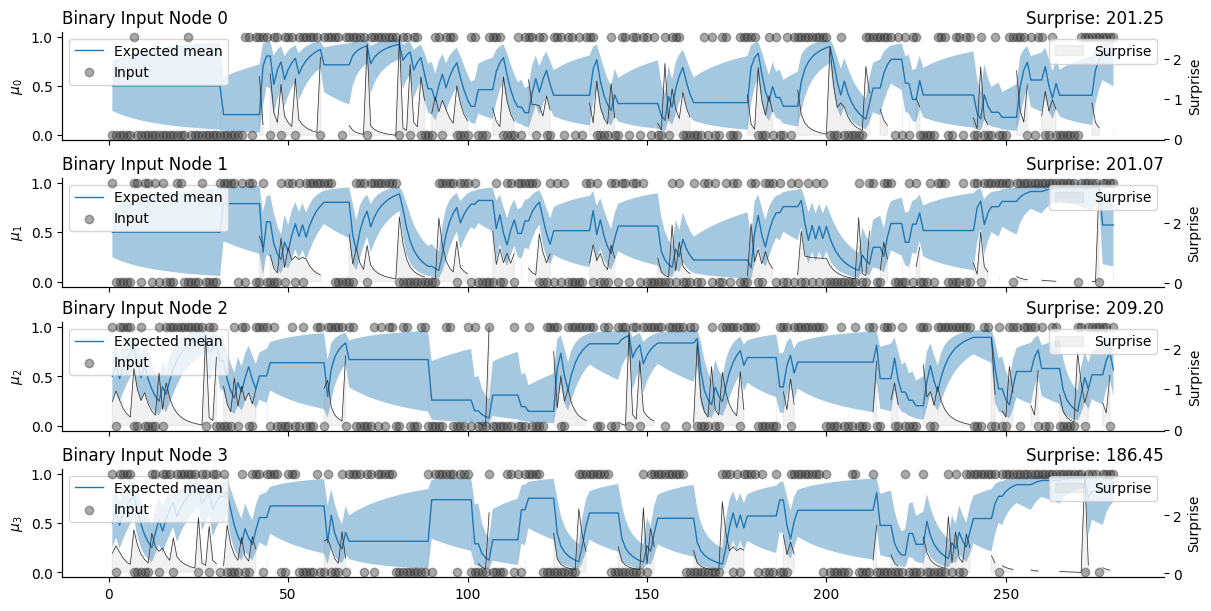 Binary Input Node 0 Surprise: 201.25
1.0
0.5
0.0
μ0
Expected mean
Input
Surprise
2
1
0
Surprise
Binary Input Node 1 Surprise: 201.07
1.0
0.5
0.0
μ1
Expected mean
Input
Surprise
2
0
Surprise
Binary Input Node 2 Surprise: 209.20
1.0
0.5
0.0
μ2
Expected mean
Input
Surprise
2
1
0
Surprise
Binary Input Node 3 Surprise: 186.45
1.0
0.5
0.0
μ3
Expected mean
Input
Surprise
2
0
Surprise
0 50 100 150 200 250